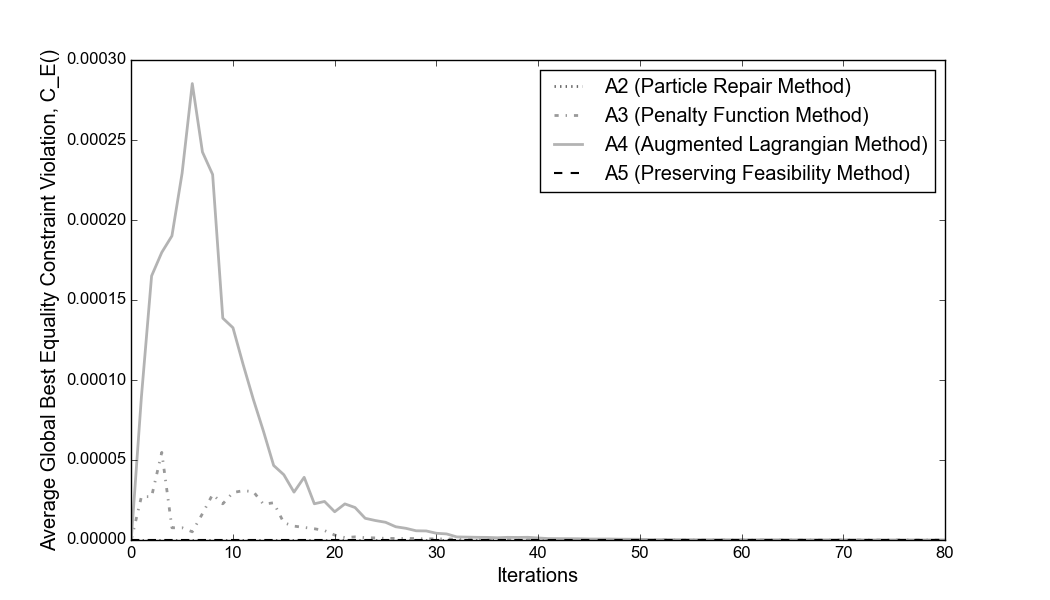 Average Global Best Equality Constraint Violation, C_E()
0.00030
0.00025
0.00020
0.00015
0.00010
0.00005
0.00000
A2 (Particle Repair Method)
A3 (Penalty Function Method)
A4 (Augmented Lagrangian Method)
A5 (Preserving Feasibility Method)
0 10 20 30 40 50 60 70 80
Iterations